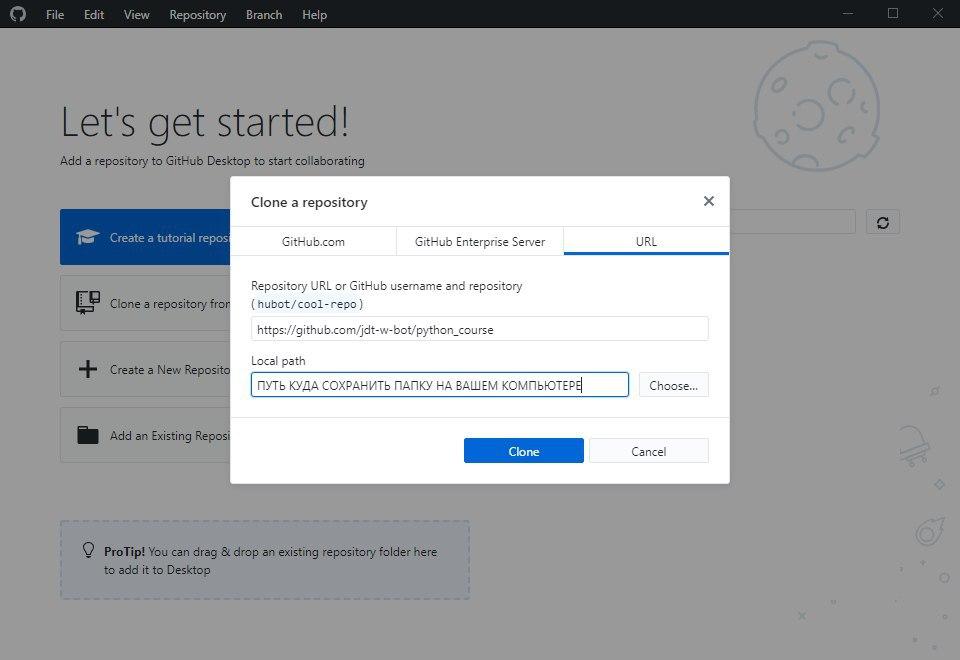 File Edit View Repository Branch Help
Let's get started!
Add a repository to GitHub Desktop to start collaborating
Create a tutorial reposi
Clone a repository from
Create a New Reposito
Add an Existing Reposi
Clone a repository
GitHub.com GitHub Enterprise Server URL
Repository URL or GitHub username and repository
(hubot/cool-repo)
https://github.com/jdt-w-bot/python_course
Local path
ПУТЬ КУДА СОХРАНИТЬ ПАПКУ НА ВАШЕМ КОМПЬЮТЕРЕ Choose...
Clone Cancel
ProTip! You can drag & drop an existing repository folder here
to add it to Desktop